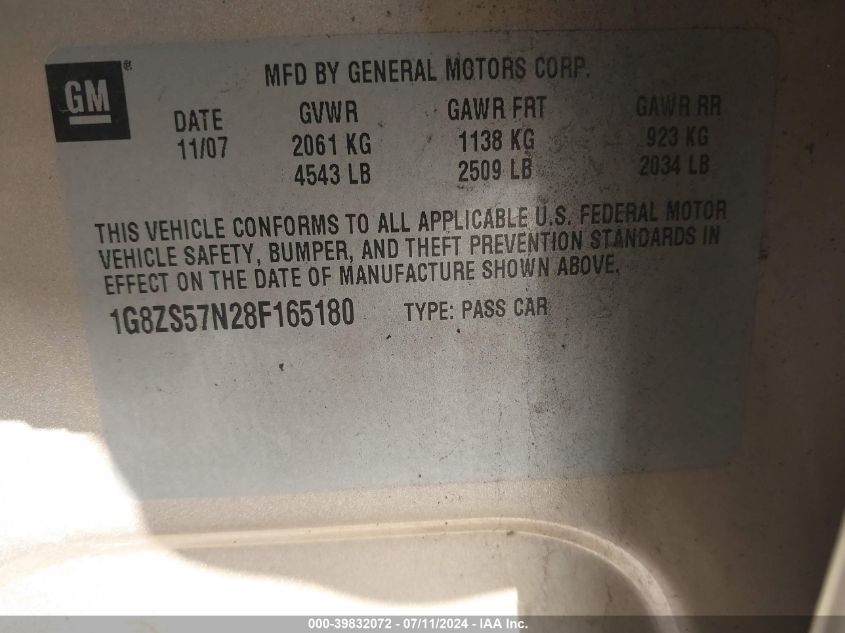 GM®
MFD BY GENERAL MOTORS CORP.
DATE GVWR GAWR FRT GAWR RR
11/07 2061 KG 1138 KG 923 KG
4543 LB 2509 LB 2034 LB
THIS VEHICLE CONFORMS TO ALL APPLICABLE U.S. FEDERAL MOTOR
VEHICLE SAFETY, BUMPER, AND THEFT PREVENTION STANDARDS IN
EFFECT ON THE DATE OF MANUFACTURE SHOWN ABOVE.
1G8ZS57N28F165180 TYPE: PASS CAR
000-39832072 - 07/11/2024 - IAA Inc.